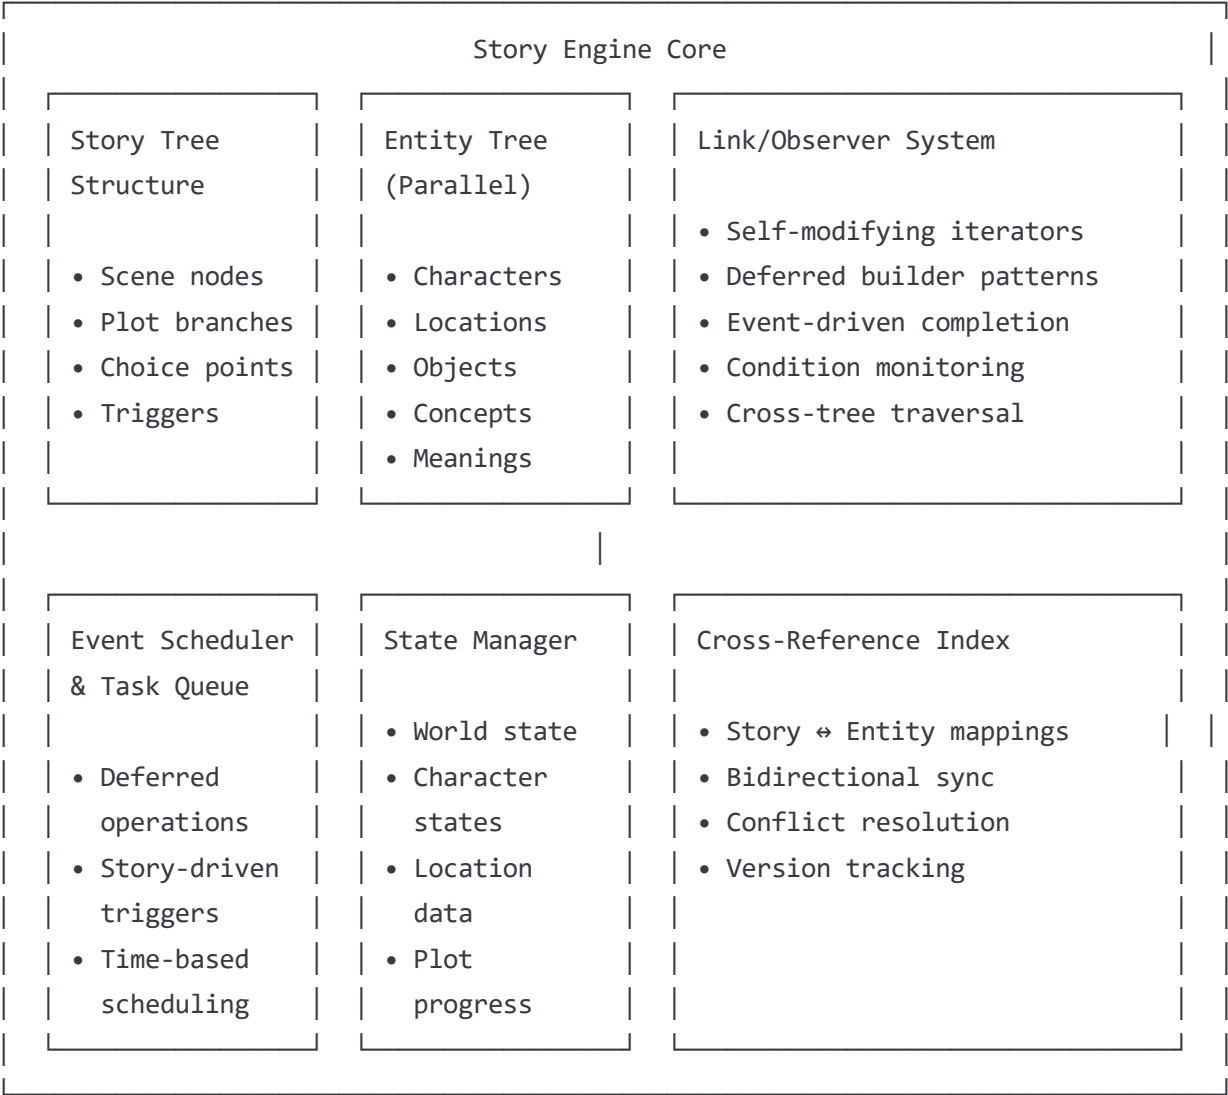 Story Engine Core
Story Tree
Structure
• Scene nodes
• Plot branches
• Choice points
• Triggers
Entity Tree
(Parallel)
• Characters
• Locations
• Objects
• Concepts
• Meanings
Link/Observer System
• Self-modifying iterators
• Deferred builder patterns
• Event-driven completion
• Condition monitoring
• Cross-tree traversal
Event Scheduler
& Task Queue
• Deferred
operations
• Story-driven
triggers
• Time-based
scheduling
State Manager
• World state
• Character
states
• Location
data
• Plot
progress
Cross-Reference Index
• Story ↔ Entity mappings
• Bidirectional sync
• Conflict resolution
• Version tracking